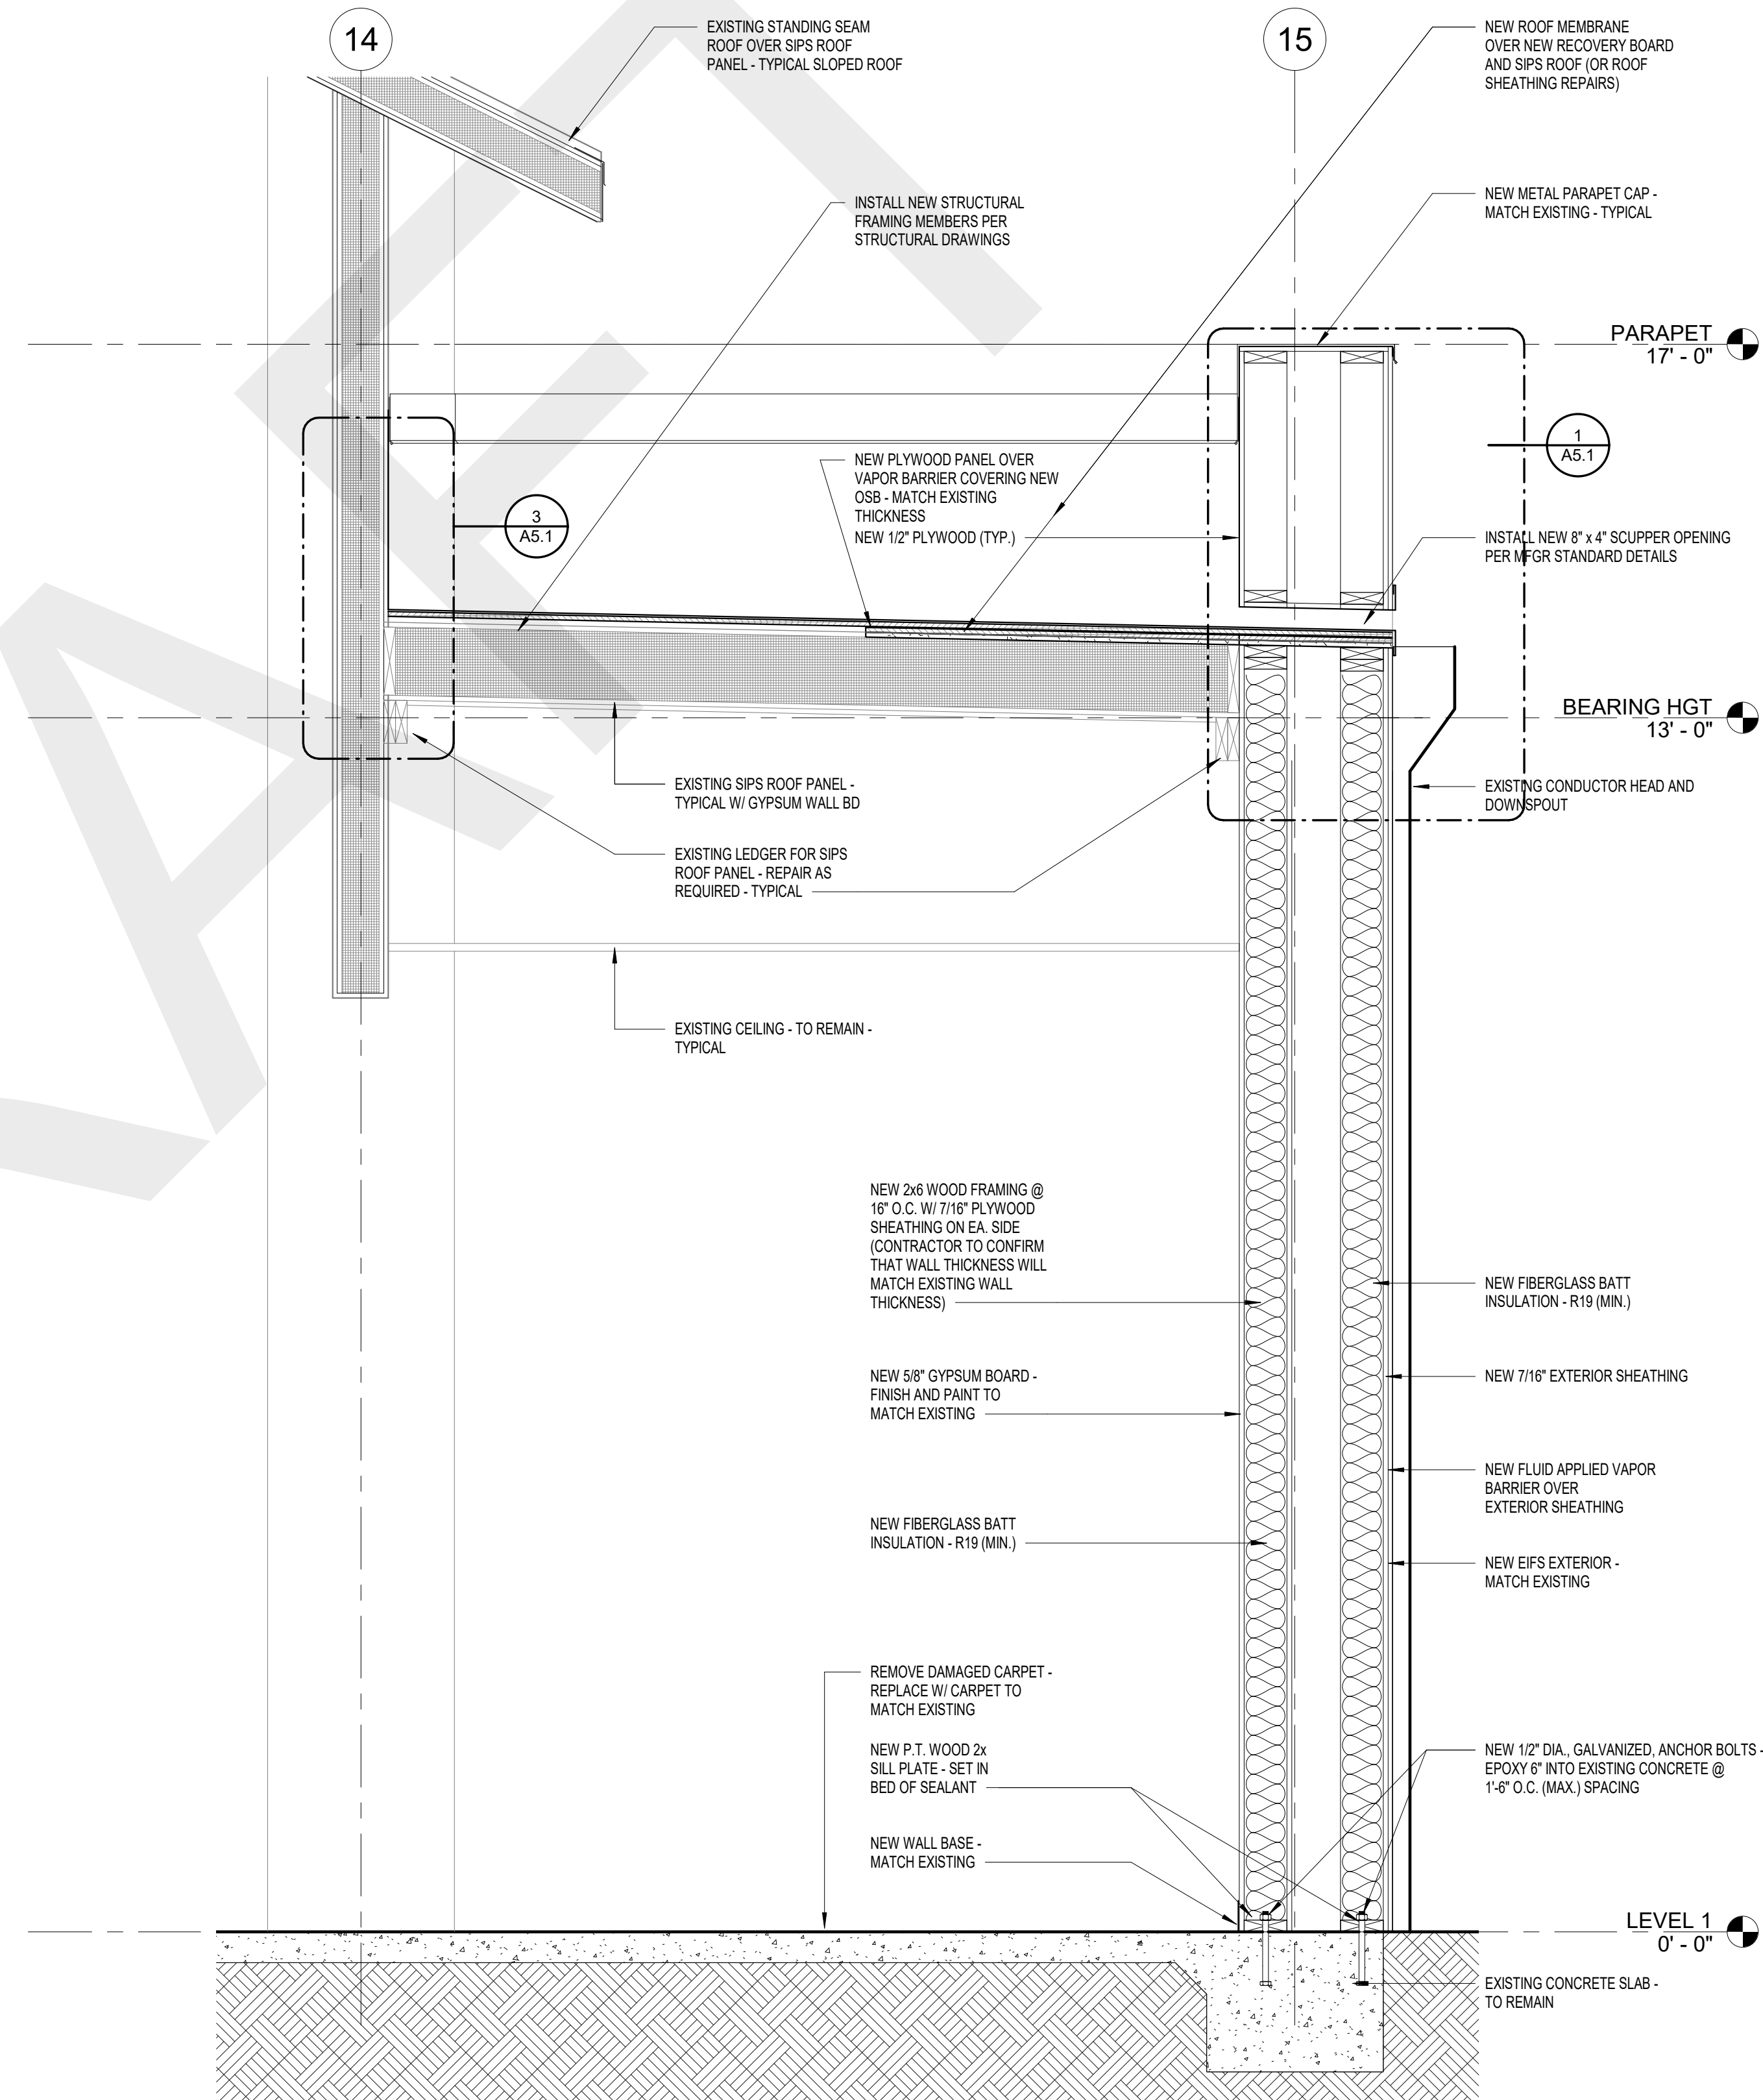 14
15
EXISTING STANDING SEAM
ROOF OVER SIPS ROOF
PANEL - TYPICAL SLOPED ROOF
NEW ROOF MEMBRANE
OVER NEW RECOVERY BOARD
AND SIPS ROOF (OR ROOF
SHEATHING REPAIRS)
INSTALL NEW STRUCTURAL
FRAMING MEMBERS PER
STRUCTURAL DRAWINGS
NEW METAL PARAPET CAP -
MATCH EXISTING - TYPICAL
PARAPET
17' - 0"
1
A5.1
3
A5.1
NEW PLYWOOD PANEL OVER
VAPOR BARRIER COVERING NEW
OSB - MATCH EXISTING
THICKNESS
NEW 1/2" PLYWOOD (TYP.)
INSTALL NEW 8" x 4" SCUPPER OPENING
PER MFGR STANDARD DETAILS
BEARING HGT
13' - 0"
EXISTING SIPS ROOF PANEL -
TYPICAL W/ GYPSUM WALL BD
EXISTING CONDUCTOR HEAD AND
DOWNSPOUT
EXISTING LEDGER FOR SIPS
ROOF PANEL - REPAIR AS
REQUIRED - TYPICAL
EXISTING CEILING - TO REMAIN -
TYPICAL
NEW 2x6 WOOD FRAMING @
16" O.C. W/ 7/16" PLYWOOD
SHEATHING ON EA. SIDE
(CONTRACTOR TO CONFIRM
THAT WALL THICKNESS WILL
MATCH EXISTING WALL
THICKNESS)
NEW FIBERGLASS BATT
INSULATION - R19 (MIN.)
NEW 5/8" GYPSUM BOARD -
FINISH AND PAINT TO
MATCH EXISTING
NEW 7/16" EXTERIOR SHEATHING
NEW FLUID APPLIED VAPOR
BARRIER OVER
EXTERIOR SHEATHING
NEW FIBERGLASS BATT
INSULATION - R19 (MIN.)
NEW EIFS EXTERIOR -
MATCH EXISTING
REMOVE DAMAGED CARPET -
REPLACE W/ CARPET TO
MATCH EXISTING
NEW P.T. WOOD 2x
SILL PLATE - SET IN
BED OF SEALANT
NEW 1/2" DIA., GALVANIZED, ANCHOR BOLTS -
EPOXY 6" INTO EXISTING CONCRETE @
1'-6" O.C. (MAX.) SPACING
NEW WALL BASE -
MATCH EXISTING
LEVEL 1
0' - 0"
EXISTING CONCRETE SLAB -
TO REMAIN